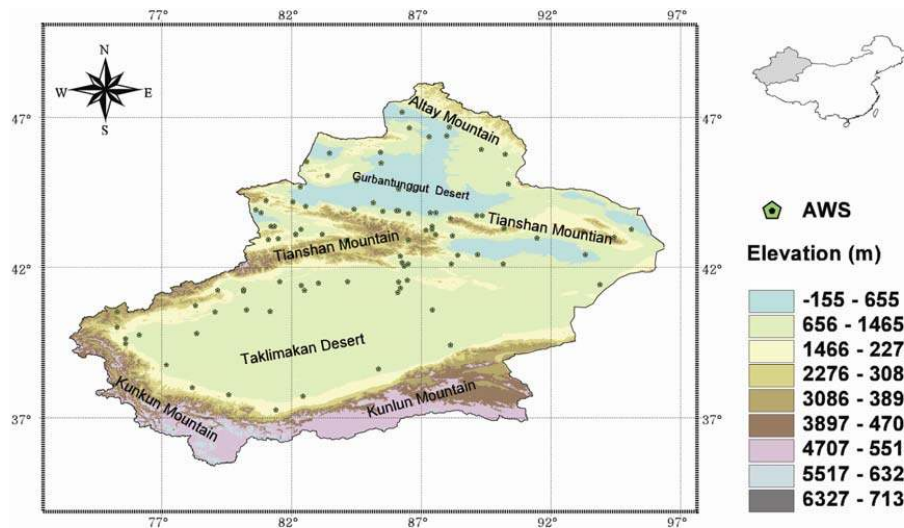 77° 82° 87° 92° 97°
N
W E
S
47° 47°
Altay Mountain
Gurbantunggut Desert
Tianshan Mountian
Tianshan Mountain
42° 42°
Taklimakan Desert
Kunkun Mountain
Kunlun Mountain
37° 37°
77° 82° 87° 92° 97°
AWS
Elevation (m)
-155 - 655
656 - 1465
1466 - 227
2276 - 308
3086 - 389
3897 - 470
4707 - 551
5517 - 632
6327 - 713